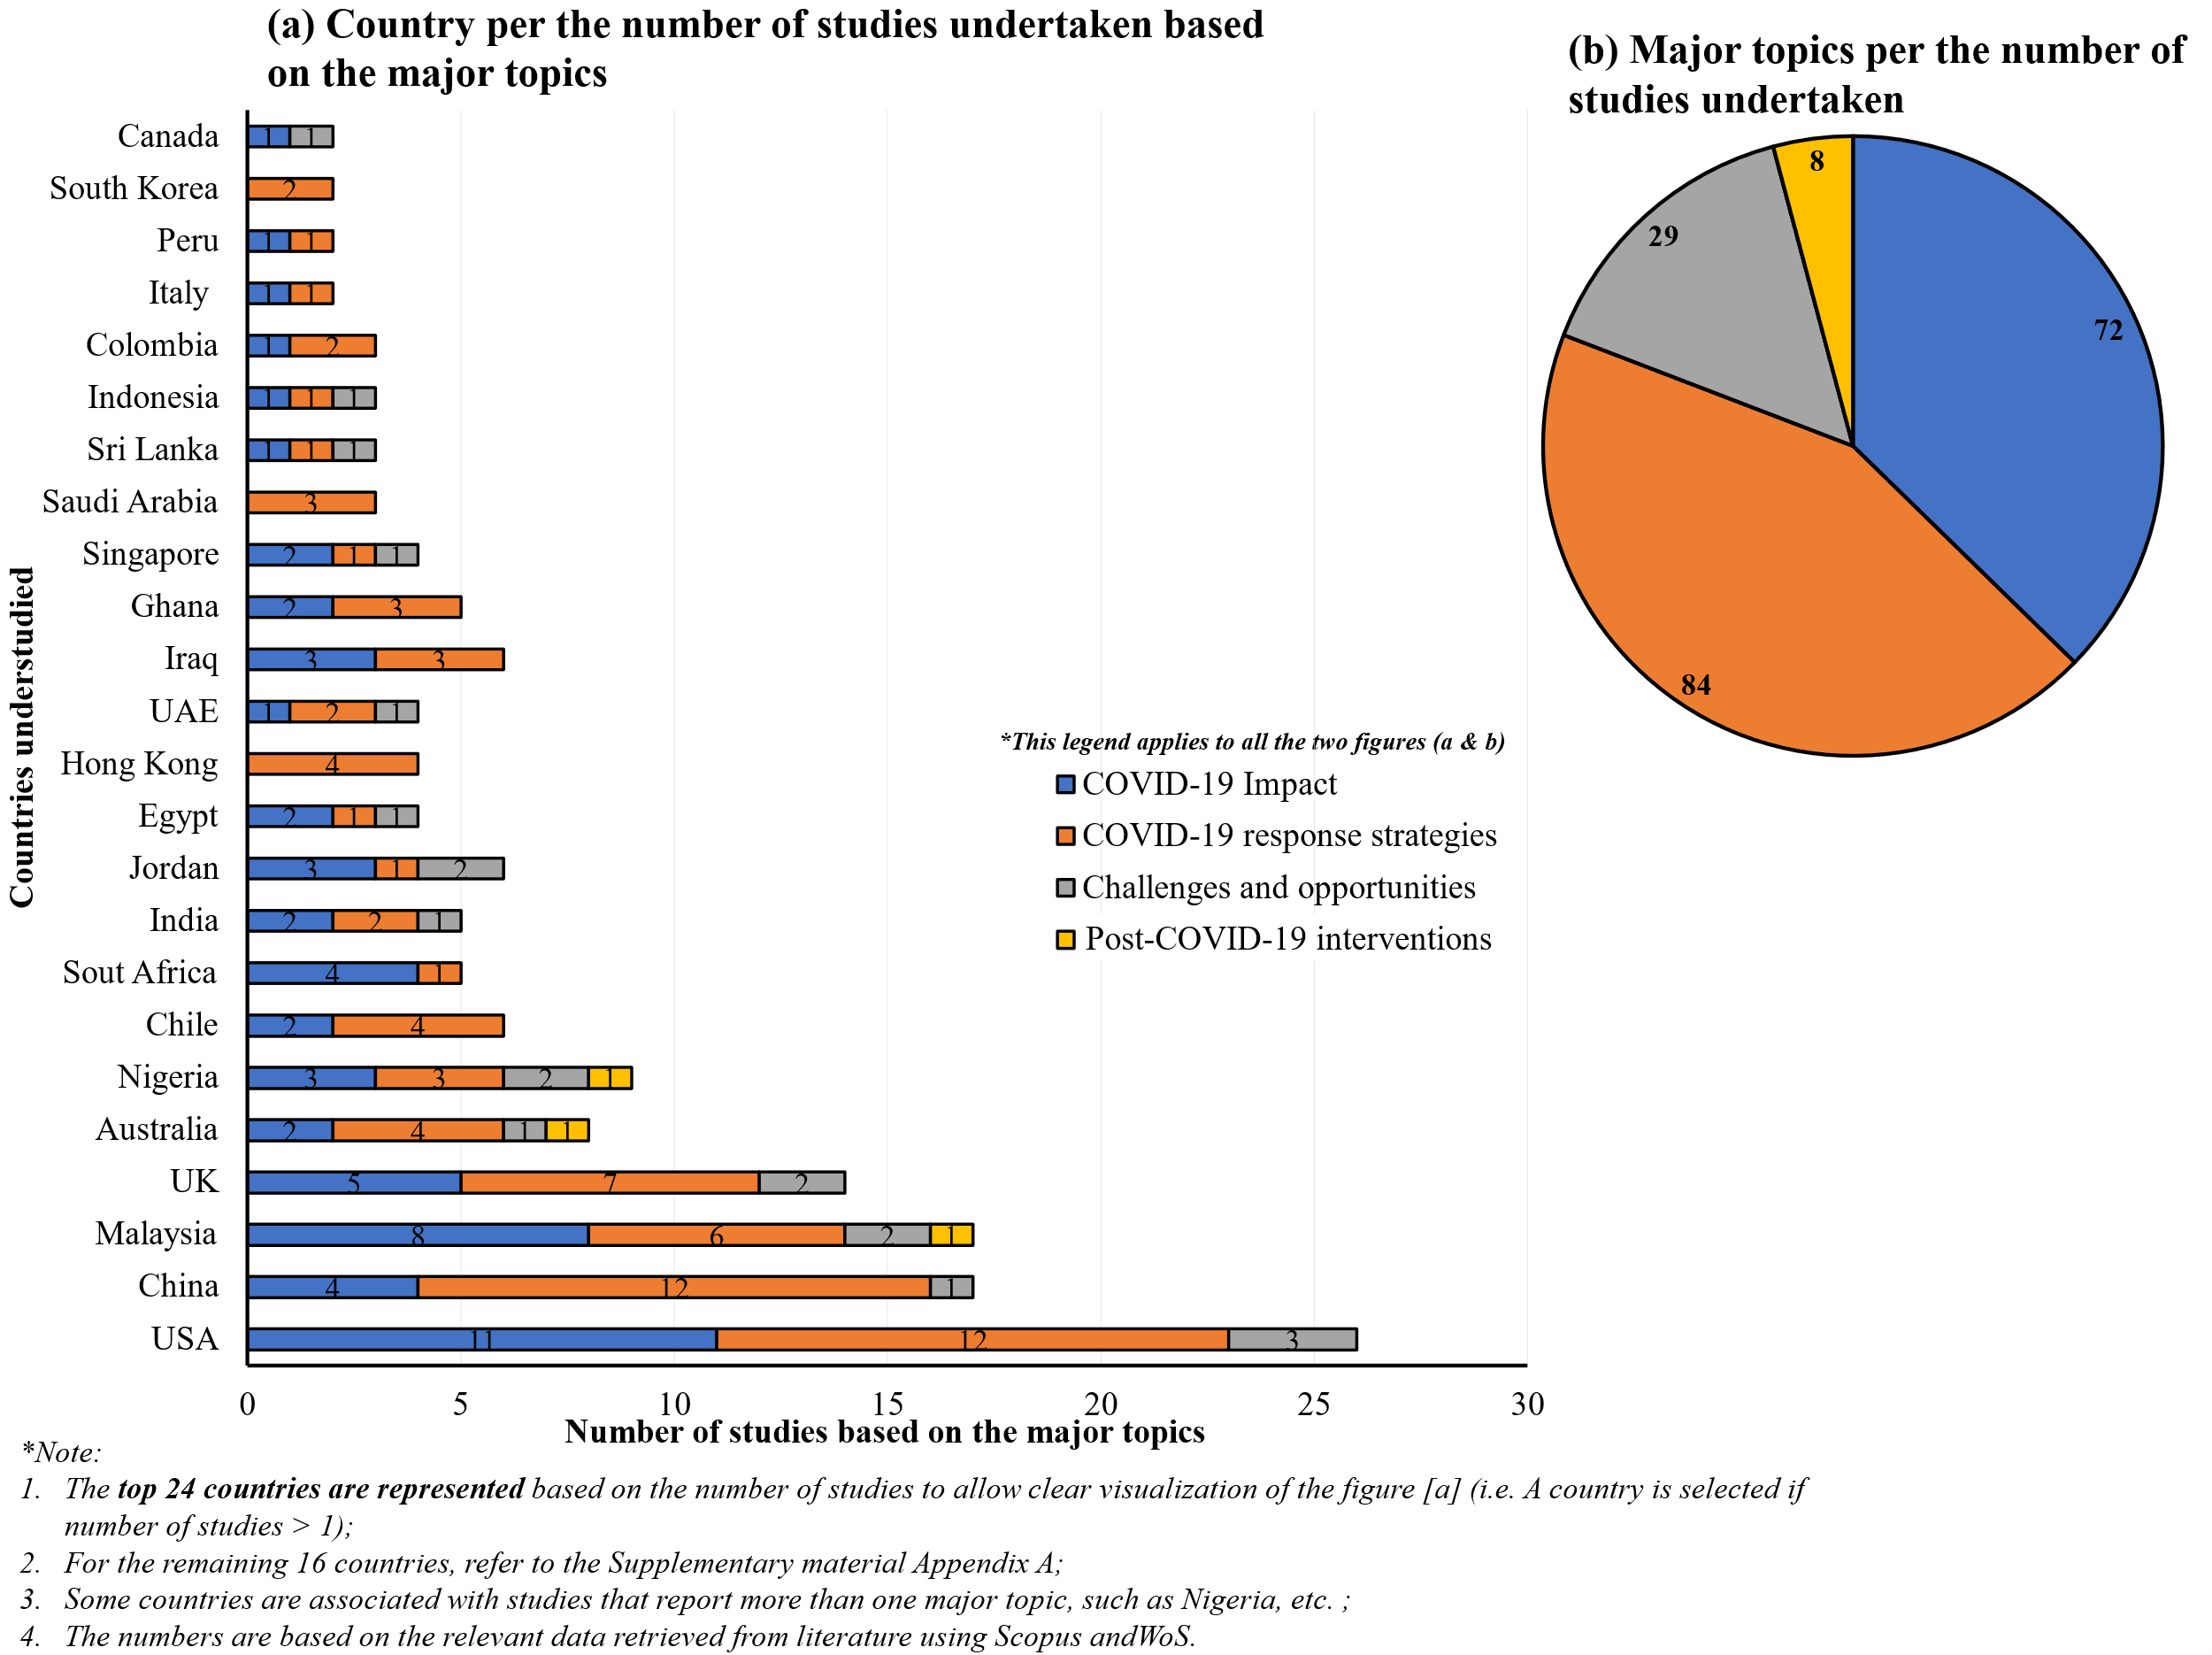 (a) Country per the number of studies undertaken based
on the major topics
(b) Major topics per the number of
studies undertaken
Countries understudied
Canada 1 1
South Korea 2
Peru 1 1
Italy 1 1
Colombia 1 2
Indonesia 1 1 1
Sri Lanka 1 1 1
Saudi Arabia 3
Singapore 2 1 1
Ghana 2 3
Iraq 3 3
UAE 1 2 1
Hong Kong 4
Egypt 2 1 1
Jordan 3 1 2
India 2 2 1
Sout Africa 4 1
Chile 2 4
Nigeria 3 3 2 1
Australia 2 4 1 1
UK 5 7 2
Malaysia 8 6 2 1
China 4 12 1
USA 11 12 3
0 5 10 15 20 25 30
Number of studies based on the major topics
*This legend applies to all the two figures (a & b)
COVID-19 Impact
COVID-19 response strategies
Challenges and opportunities
Post-COVID-19 interventions
8
29
72
84
*Note:
1. The top 24 countries are represented based on the number of studies to allow clear visualization of the figure [a] (i.e. A country is selected if
number of studies > 1);
2. For the remaining 16 countries, refer to the Supplementary material Appendix A;
3. Some countries are associated with studies that report more than one major topic, such as Nigeria, etc. ;
4. The numbers are based on the relevant data retrieved from literature using Scopus andWoS.